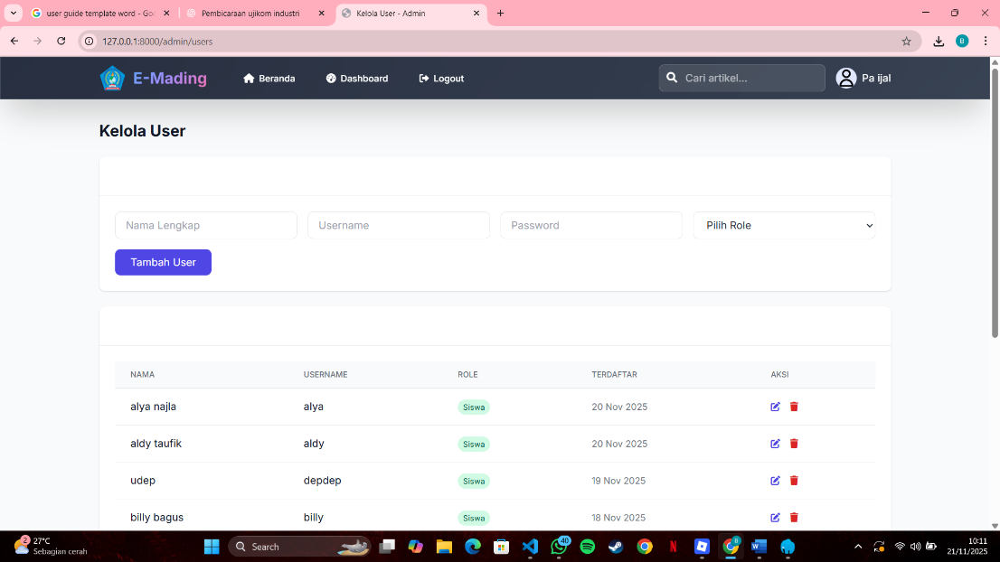 user guide template word - Goo
Pembicaraan ujikom industri
Kelola User - Admin
127.0.0.1:8000/admin/users
B
E-Mading
Beranda
Dashboard
Logout
Cari artikel...
Pa ijal
Kelola User
Nama Lengkap
Username
Password
Pilih Role
Tambah User
NAMA USERNAME ROLE TERDAFTAR AKSI
alya najla alya Siswa 20 Nov 2025
aldy taufik aldy Siswa 20 Nov 2025
udep depdep Siswa 19 Nov 2025
billy bagus billy Siswa 18 Nov 2025
2
27°C
Sebagian cerah
Search
40
B
10:11
21/11/2025